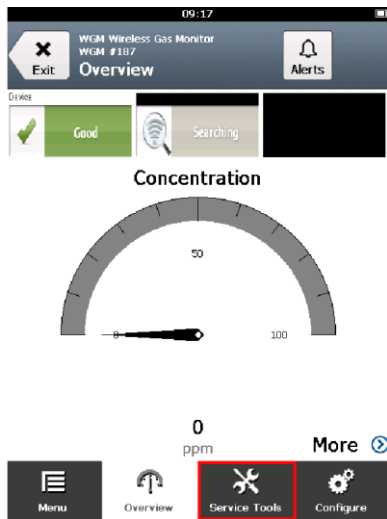 09:17
WGM Wireless Gas Monitor
WGM #187
Exit
Overview
Alerts
Device
Good
Searching
Concentration
50
0
100
0
ppm
More
Menu
Overview
Service Tools
Configure